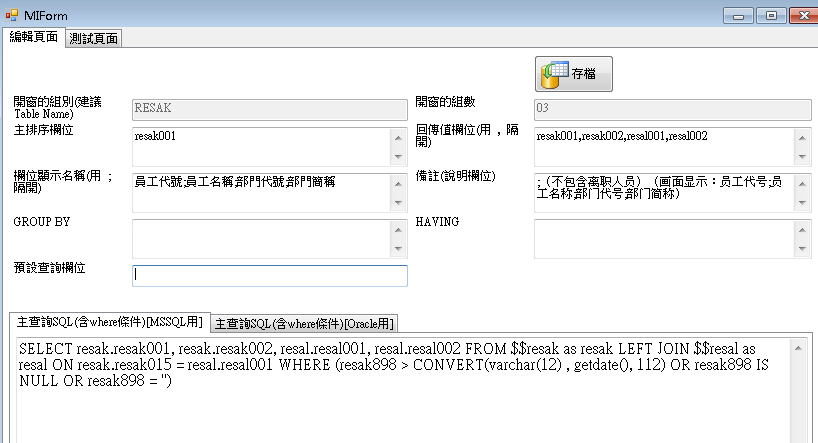 MIForm
編輯頁面 測試頁面
存檔
開窗的組別(建議
Table Name)
RESAK
開窗的組數
03
主排序欄位
resak001
回傳值欄位(用 , 隔
開)
resak001,resak002,resal001,resal002
欄位顯示名稱(用 ;
隔開)
員工代號;員工名稱;部門代號;部門簡稱
備註(說明欄位)
;（不包含离职人员）（画面显示：员工代号;员
工名称;部门代号;部门简称）
GROUP BY
HAVING
預設查詢欄位
主查詢SQL(含where條件)[MSSQL用] 主查詢SQL(含where條件)[Oracle用]
SELECT resak.resak001, resak.resak002, resal.resal001, resal.resal002 FROM $$resak as resak LEFT JOIN $$resal as
resal ON resak.resak015 = resal.resal001 WHERE (resak898 > CONVERT(varchar(12) , getdate(), 112) OR resak898 IS
NULL OR resak898 = '')